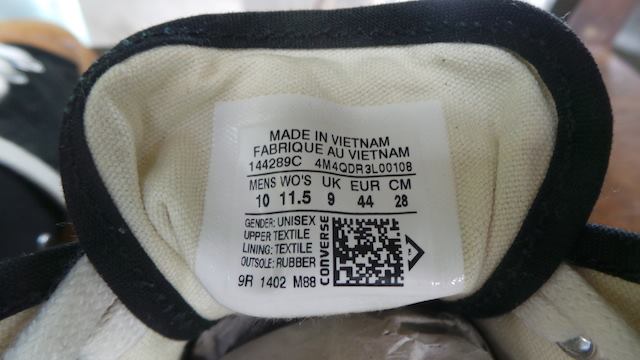 MADE IN VIETNAM
FABRIQUE AU VIETNAM
144289C 4M4QDR3L00108
MENS WO'S UK EUR CM
10 11.5 9 44 28
GENDER: UNISEX
UPPER TEXTILE
LINING: TEXTILE
OUTSOLE: RUBBER
CONVERSE
9R 1402 M88